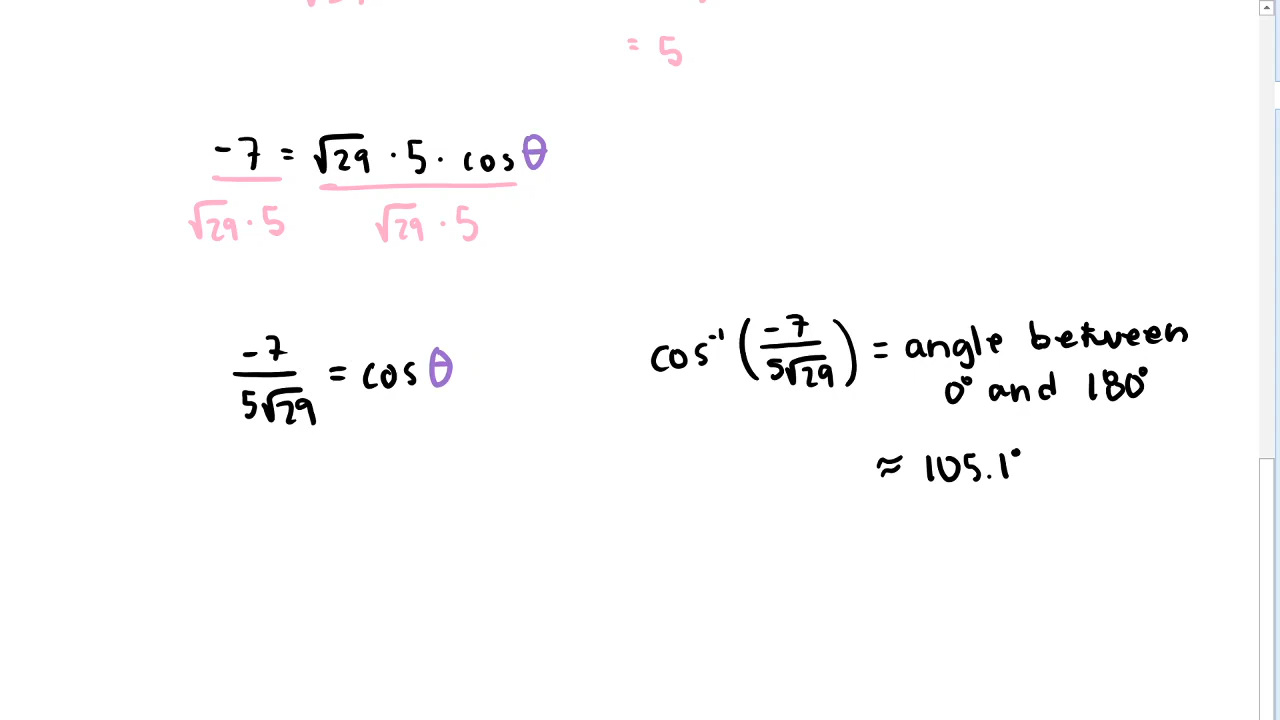 = 5
-7 = √29 · 5 · cos θ
√29 · 5 √29 · 5
-7
5√29
= cos θ
cos⁻¹ (-7 / 5√29) = angle between
0° and 180°
≈ 105.1°